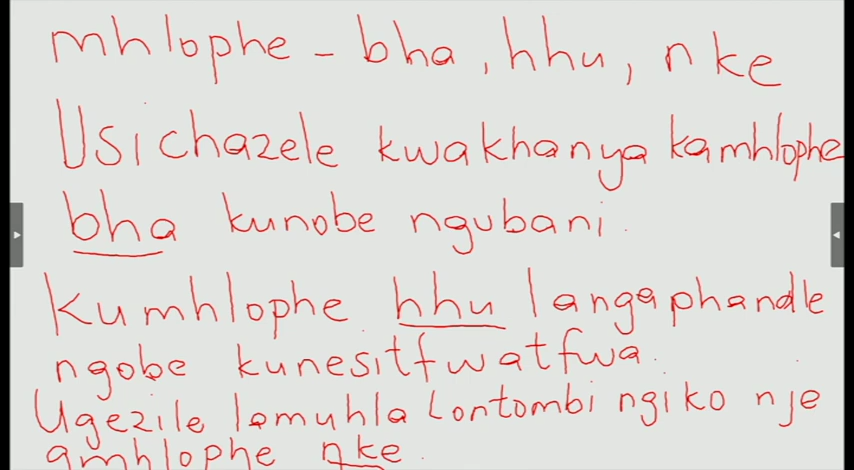 mhlophe - bha, hhu, nke
Usichazele kwakhanya kamhlophe
bha kunobe ngubani.
Kumhlophe hhu langaphandle
ngobe kunesitfwatfwa.
Ugezile lamuhla Lontombi ngiko nje
amhlophe nke.